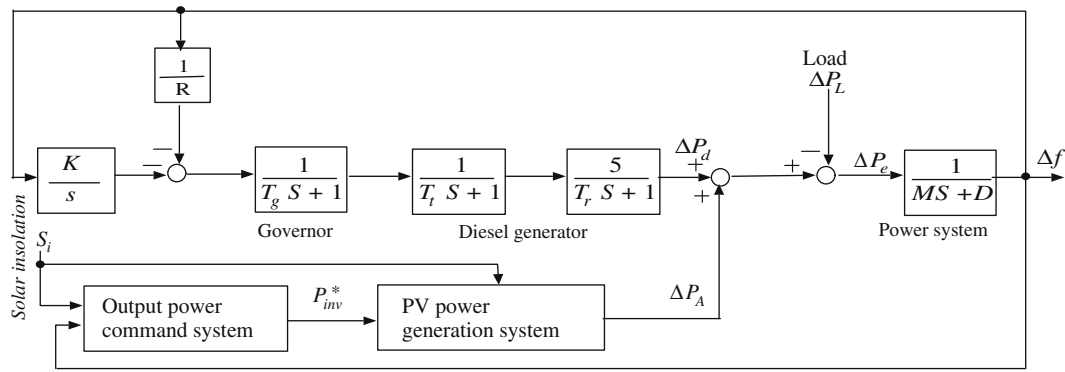 1
R
Load
ΔP_L
K
s
1
T_g S + 1
1
T_t S + 1
5
T_r S + 1
ΔP_d
+
+
+
−
−
−
ΔP_e
1
MS +D
Δf
Governor
Diesel generator
Power system
Solar insolation
S_i
Output power
command system
P_inv*
PV power
generation system
ΔP_A